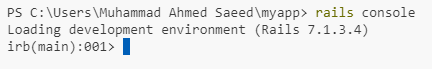 PS C:\Users\Muhammad Ahmed Saeed\myapp> rails console
Loading development environment (Rails 7.1.3.4)
irb(main):001>